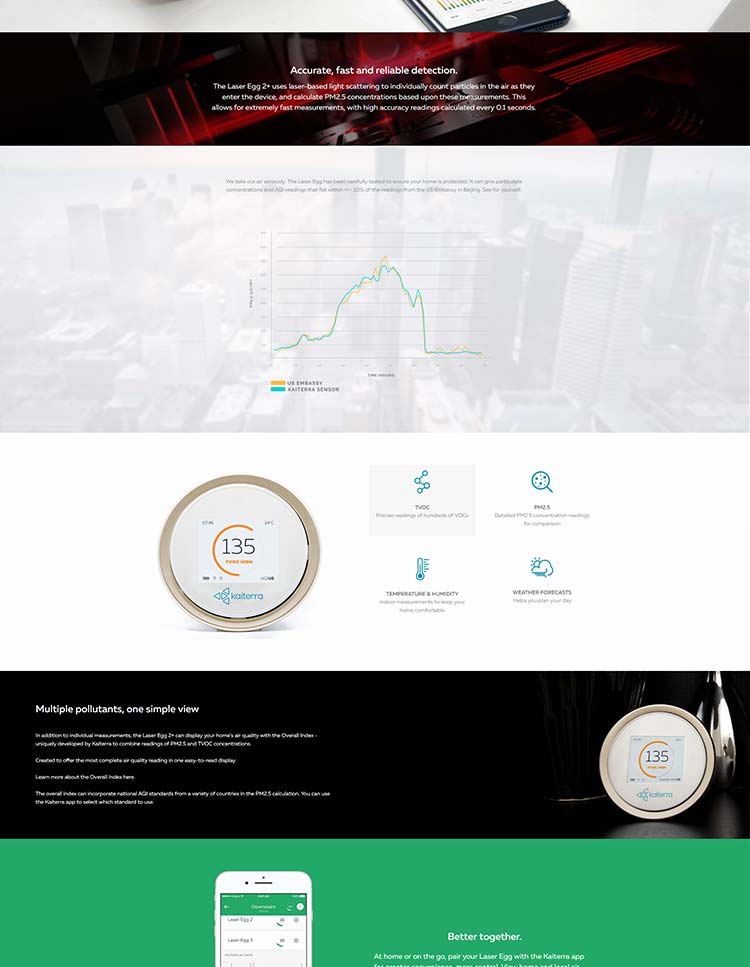 Accurate, fast and reliable detection.
The Laser Egg 2+ uses laser-based light scattering to individually count particles in the air as they
enter the device, and calculate PM2.5 concentrations based upon these measurements. This
allows for extremely fast measurements, with high accuracy readings calculated every 0.1 seconds.
We take our air seriously. The Laser Egg has been carefully tested to ensure your home is protected. It can give particulate
concentrations and AQI readings that fall within +/- 10% of the readings from the US Embassy in Beijing. See for yourself.
TIME (HOURS)
US EMBASSY
KAITERRA SENSOR
07:45 24°C
135
TVOC HIGH
AQI US
kaiterra
TVOC
Precise readings of hundreds of VOCs
PM2.5
Detailed PM2.5 concentration readings
for comparison
TEMPERATURE & HUMIDITY
Indoor measurements to keep your
home comfortable
WEATHER FORECASTS
Helps you plan your day
Multiple pollutants, one simple view
In addition to individual measurements, the Laser Egg 2+ can display your home's air quality with the Overall Index -
uniquely developed by Kaiterra to combine readings of PM2.5 and TVOC concentrations.
Created to offer the most complete air quality reading in one easy-to-read display.
Learn more about the Overall Index here.
The overall index can incorporate national AQI standards from a variety of countries in the PM2.5 calculation. You can use
the Kaiterra app to select which standard to use.
135
TVOC HIGH
kaiterra
Downstairs
Laser Egg 2
Laser Egg 3
HISTORICAL DATA
Better together.
At home or on the go, pair your Laser Egg with the Kaiterra app